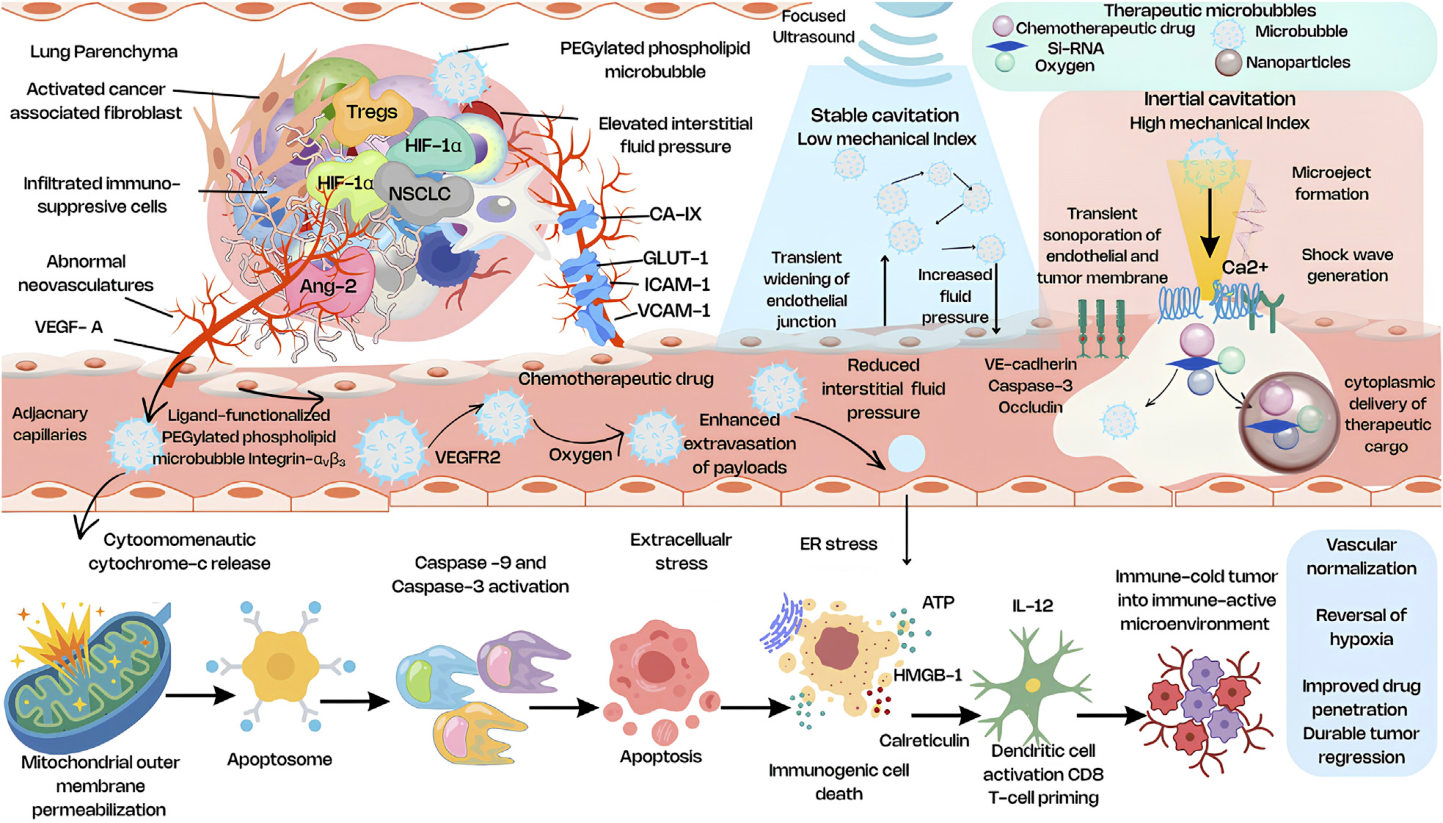 Lung Parenchyma
Activated cancer
associated fibroblast
Infiltrated immuno-
suppresive cells
Abnormal
neovasculatures
VEGF- A
Tregs
HIF-1α
HIF-1α
NSCLC
Ang-2
PEGylated phospholipid
microbubble
Elevated interstitial
fluid pressure
CA-IX
GLUT-1
ICAM-1
VCAM-1
Focused
Ultrasound
Stable cavitation
Low mechanical Index
Transient
widening of
endothelial
junction
Increased
fluid
pressure
Therapeutic microbubbles
Chemotherapeutic drug
Si-RNA
Oxygen
Microbubble
Nanoparticles
Inertial cavitation
High mechanical Index
Microeject
formation
Transient
sonoporation of
endothelial and
tumor membrane
Shock wave
generation
Ca2+
VE-cadherin
Caspase-3
Occludin
cytoplasmic
delivery of
therapeutic
cargo
Adjacnary
capillaries
Ligand-functionalized
PEGylated phospholipid
microbubble Integrin-αᵥβ₃
VEGFR2
Chemotherapeutic drug
Oxygen
Enhanced
extravasation
of payloads
Reduced
interstitial fluid
pressure
Cytoomomenautic
cytochrome-c release
Mitochondrial outer
membrane
permeabilization
Apoptosome
Caspase -9 and
Caspase-3 activation
Extracellualr
stress
Apoptosis
ER stress
ATP
HMGB-1
Calreticulin
Immunogenic cell
death
IL-12
Dendritic cell
activation CD8
T-cell priming
Immune-cold tumor
into immune-active
microenvironment
Vascular
normalization
Reversal of
hypoxia
Improved drug
penetration
Durable tumor
regression